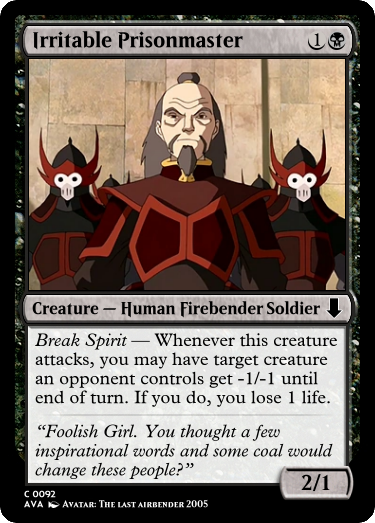 Irritable Prisonmaster 1
Creature — Human Firebender Soldier
Break Spirit — Whenever this creature
attacks, you may have target creature
an opponent controls get -1/-1 until
end of turn. If you do, you lose 1 life.
“Foolish Girl. You thought a few
inspirational words and some coal would
change these people?”
2/1
C 0092
AVA Avatar: The last airbender 2005